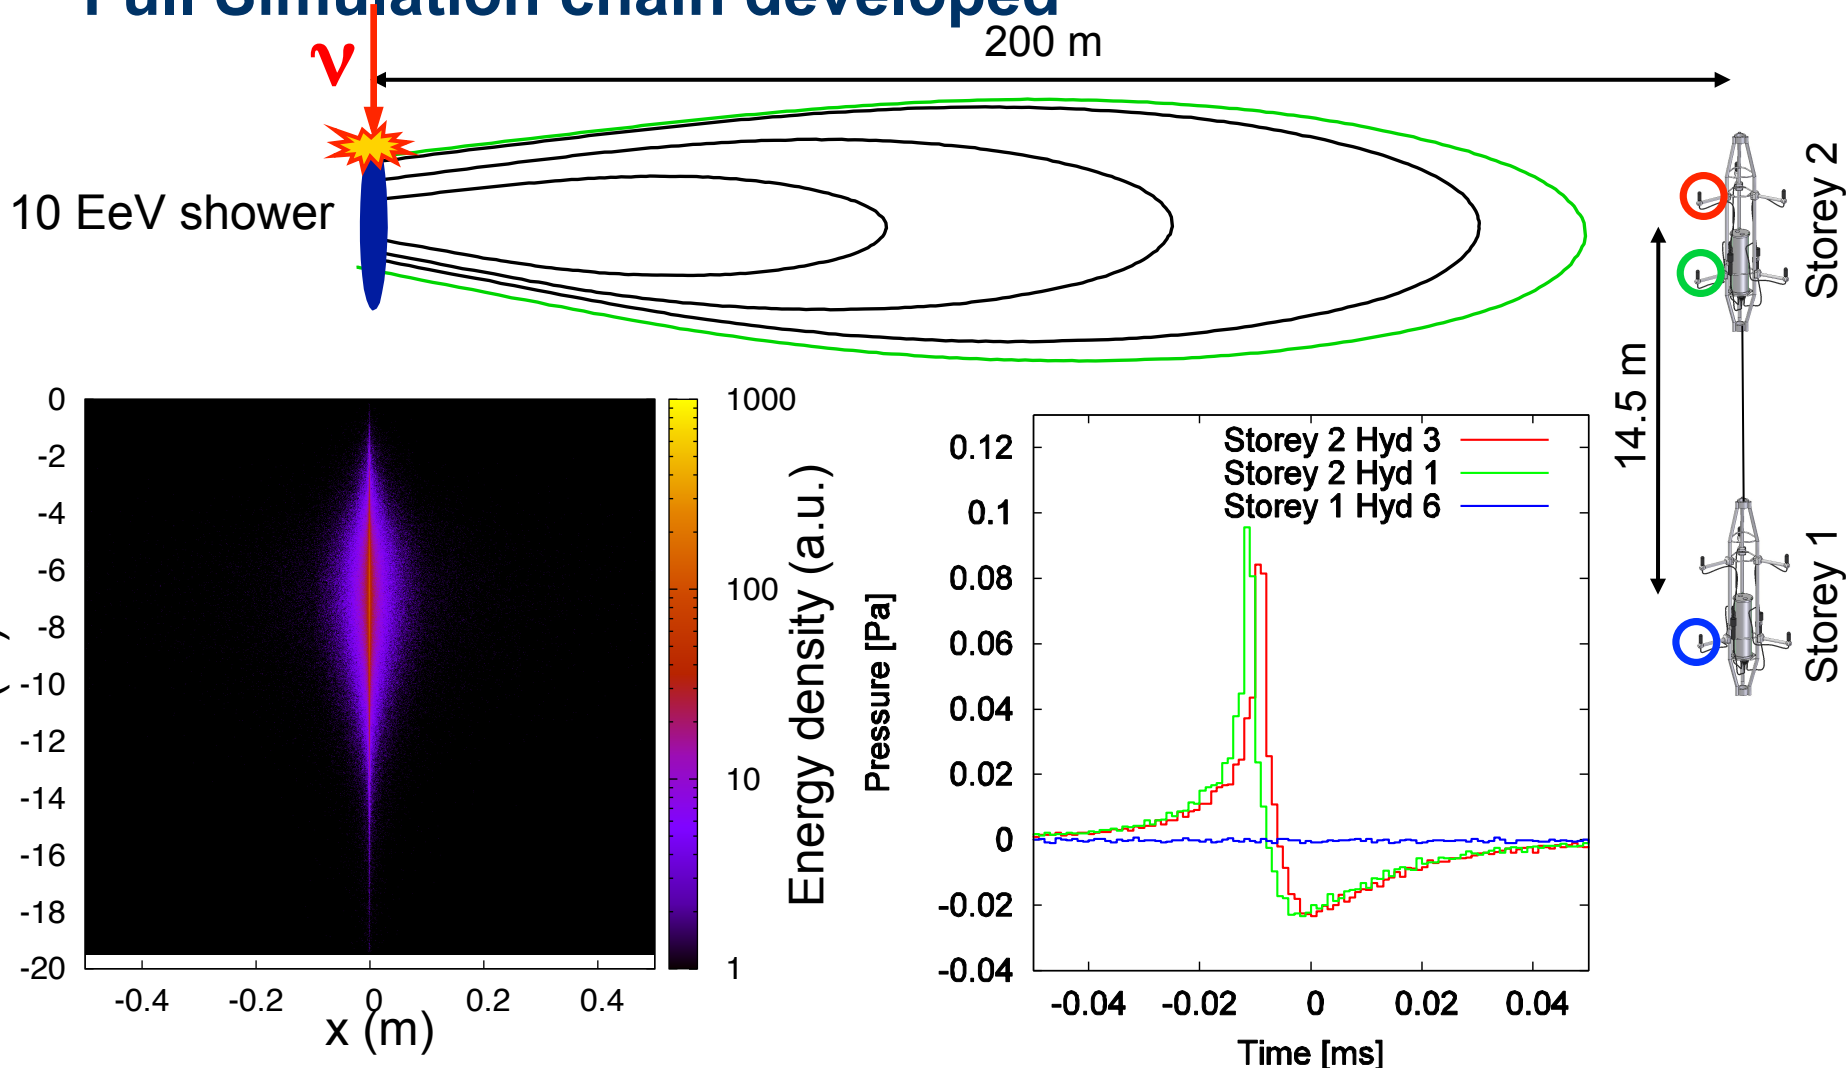 Full Simulation chain developed
200 m
ν
10 EeV shower
Storey 2
14.5 m
Storey 1
0
-2
-4
-6
-8
-10
-12
-14
-16
-18
-20
-0.4 -0.2 0 0.2 0.4
x (m)
1000
100
10
1
Energy density (a.u.)
Storey 2 Hyd 3
Storey 2 Hyd 1
Storey 1 Hyd 6
0.12
0.1
0.08
0.06
0.04
0.02
0
-0.02
-0.04
Pressure [Pa]
-0.04 -0.02 0 0.02 0.04
Time [ms]